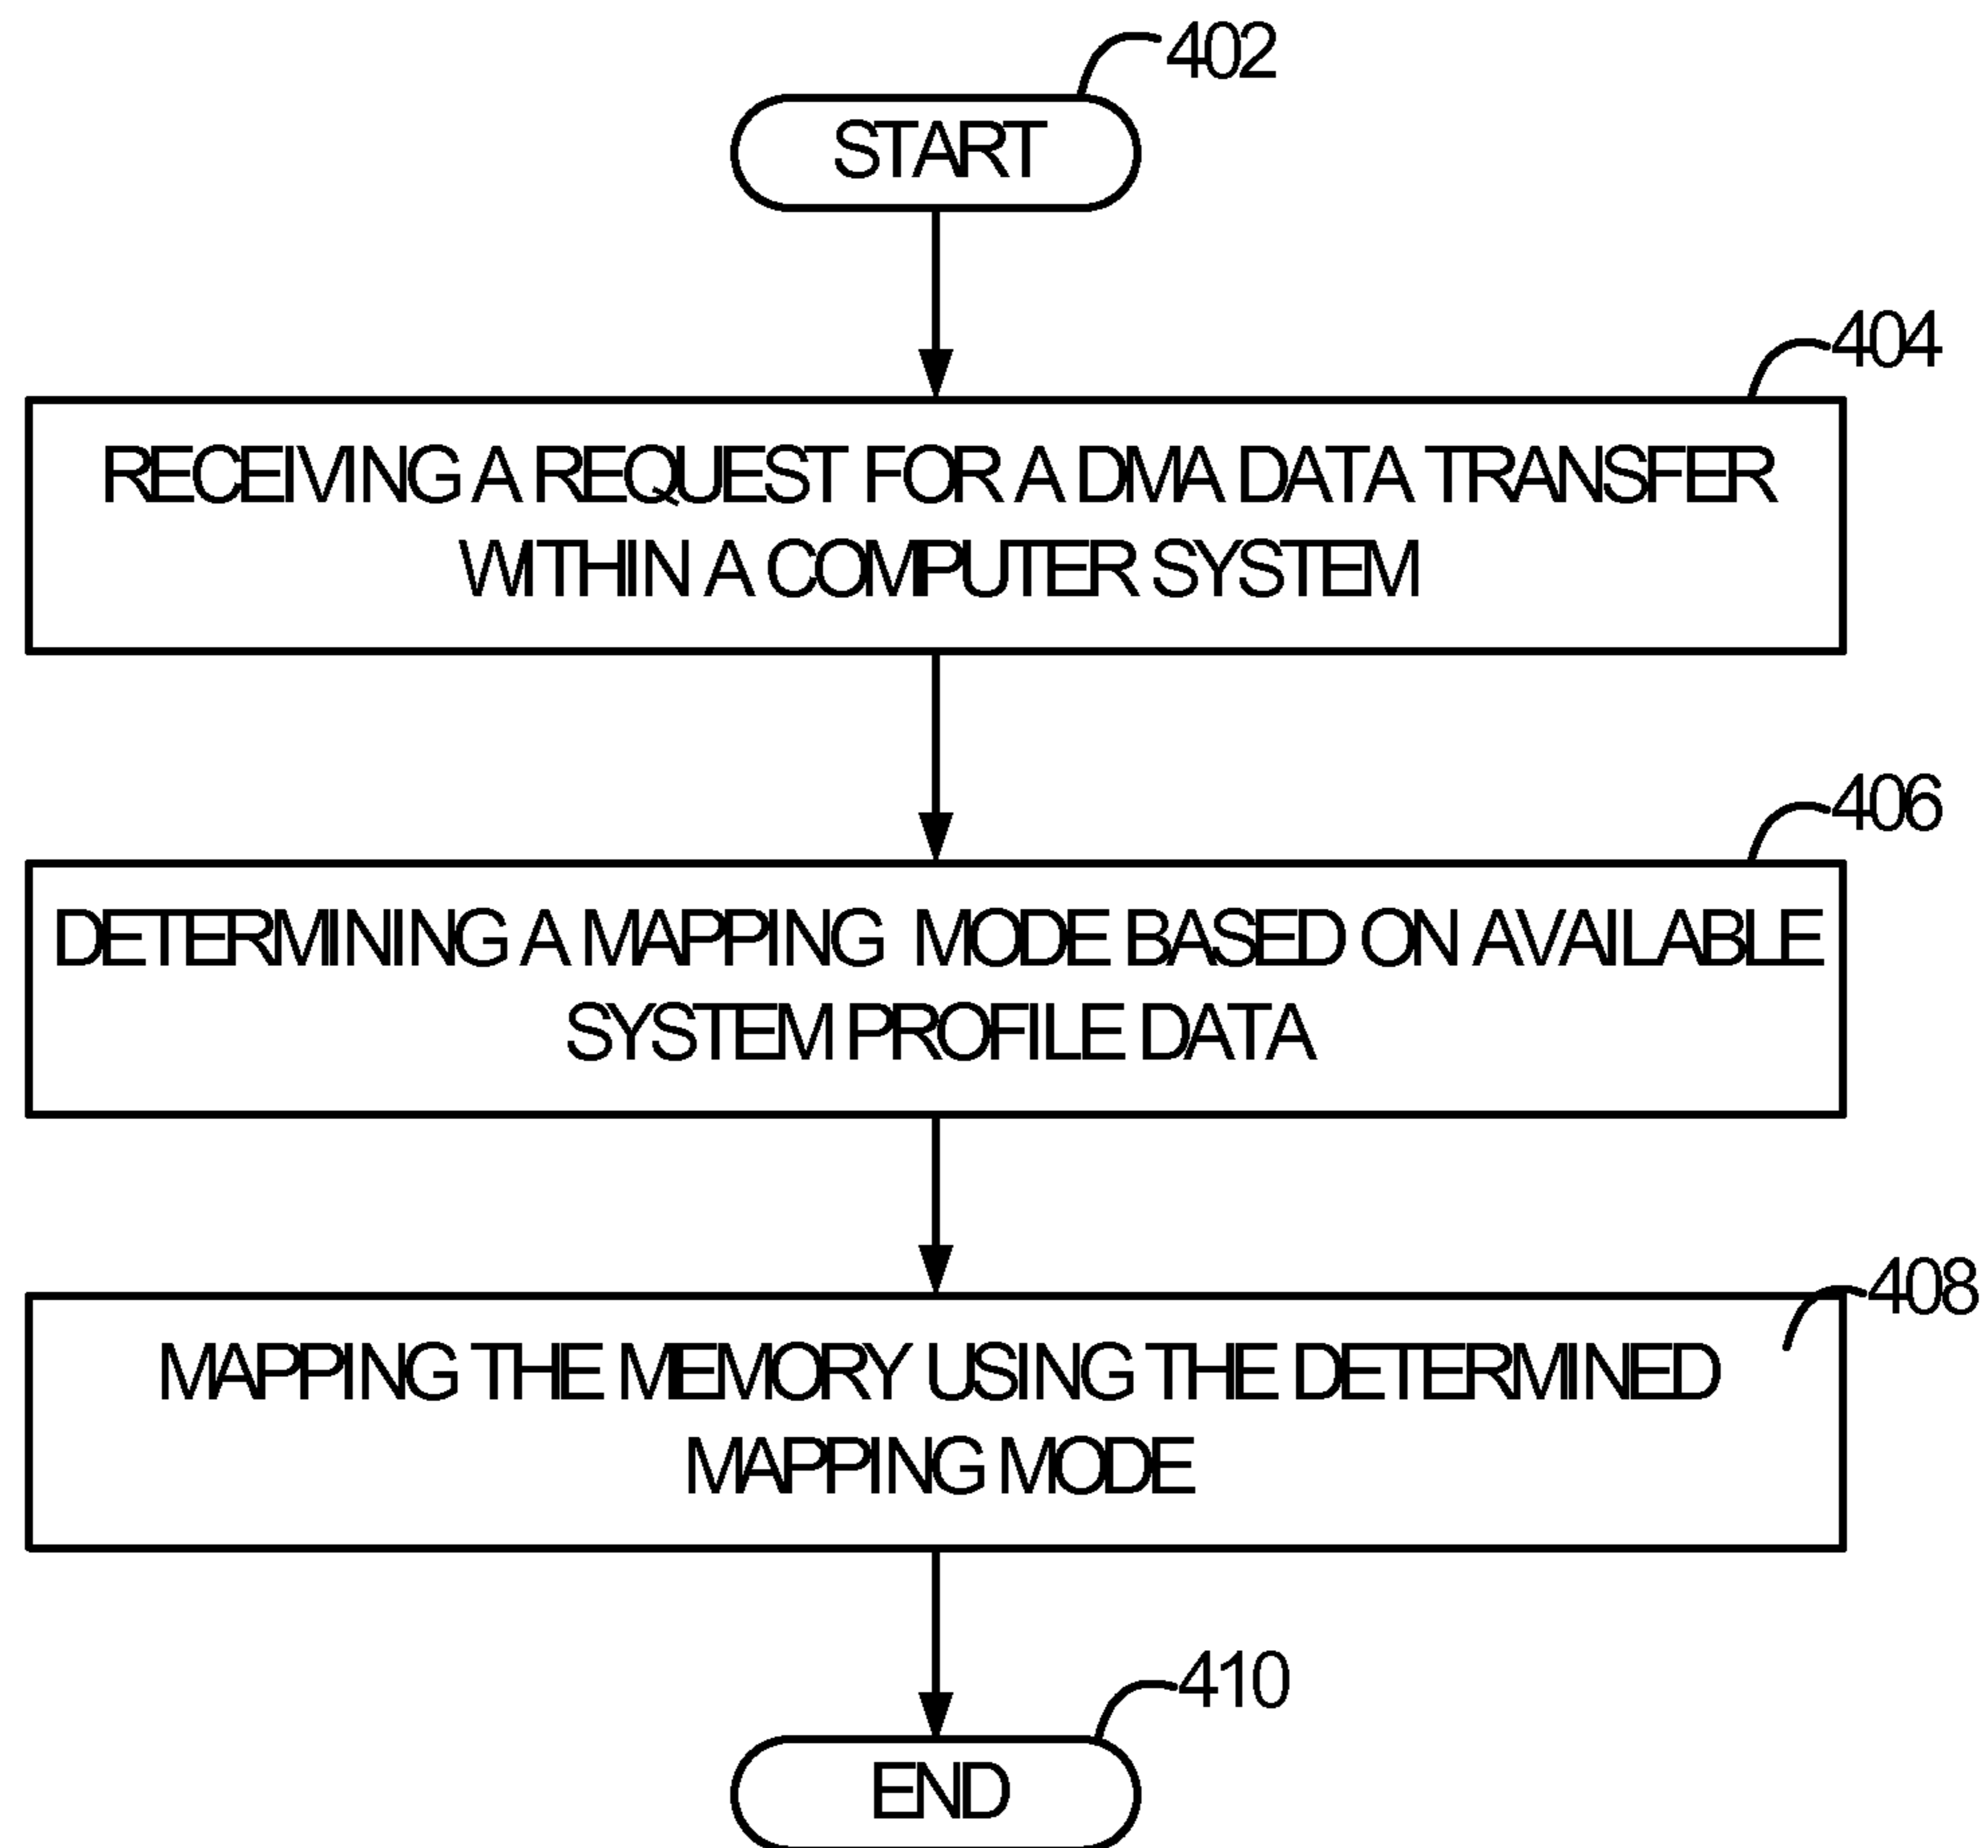 402
START
404
RECEIVING A REQUEST FOR A DMA DATA TRANSFER
WITHIN A COMPUTER SYSTEM
406
DETERMINING A MAPPING MODE BASED ON AVAILABLE
SYSTEM PROFILE DATA
408
MAPPING THE MEMORY USING THE DETERMINED
MAPPING MODE
410
END